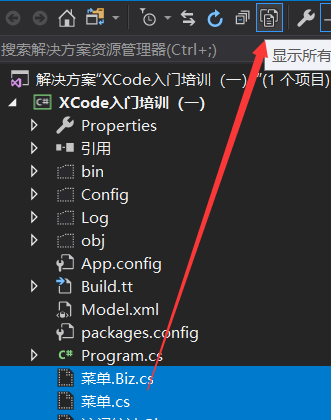 显示所有
搜索解决方案资源管理器(Ctrl+;)
解决方案"XCode入门培训（一）"(1 个项目)
C# XCode入门培训（一）
Properties
引用
bin
Config
Log
obj
App.config
Build.tt
Model.xml
packages.config
C# Program.cs
菜单.Biz.cs
菜单.cs